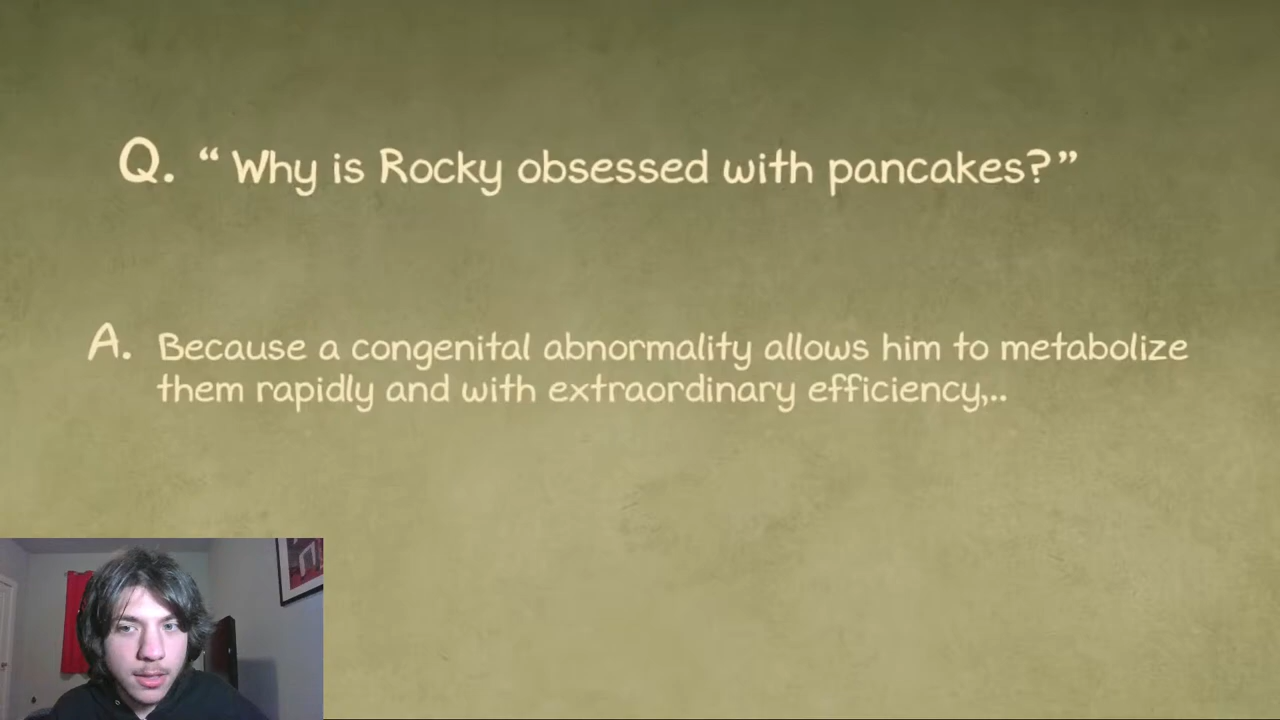 Q. “ Why is Rocky obsessed with pancakes?”
A. Because a congenital abnormality allows him to metabolize
them rapidly and with extraordinary efficiency,..